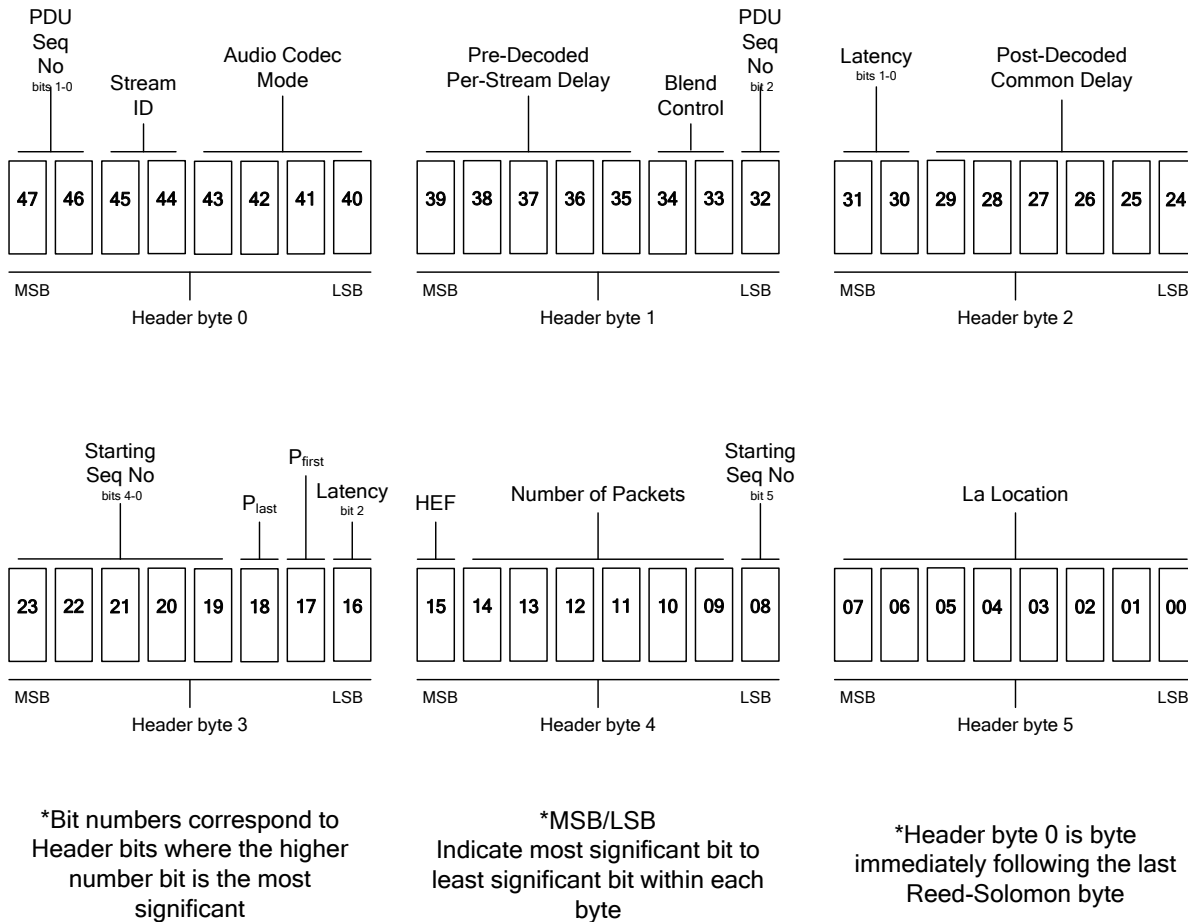 PDU
Seq
No
bits 1-0
Stream
ID
Audio Codec
Mode
Pre-Decoded
Per-Stream Delay
Blend
Control
PDU
Seq
No
bit 2
Latency
bits 1-0
Post-Decoded
Common Delay
47 46 45 44 43 42 41 40
39 38 37 36 35 34 33 32
31 30 29 28 27 26 25 24
MSB LSB
Header byte 0
MSB LSB
Header byte 1
MSB LSB
Header byte 2
Starting
Seq No
bits 4-0
Plast
Pfirst
Latency
bit 2
HEF
Number of Packets
Starting
Seq No
bit 5
La Location
23 22 21 20 19 18 17 16
15 14 13 12 11 10 09 08
07 06 05 04 03 02 01 00
MSB LSB
Header byte 3
MSB LSB
Header byte 4
MSB LSB
Header byte 5
*Bit numbers correspond to
Header bits where the higher
number bit is the most
significant
*MSB/LSB
Indicate most significant bit to
least significant bit within each
byte
*Header byte 0 is byte
immediately following the last
Reed-Solomon byte